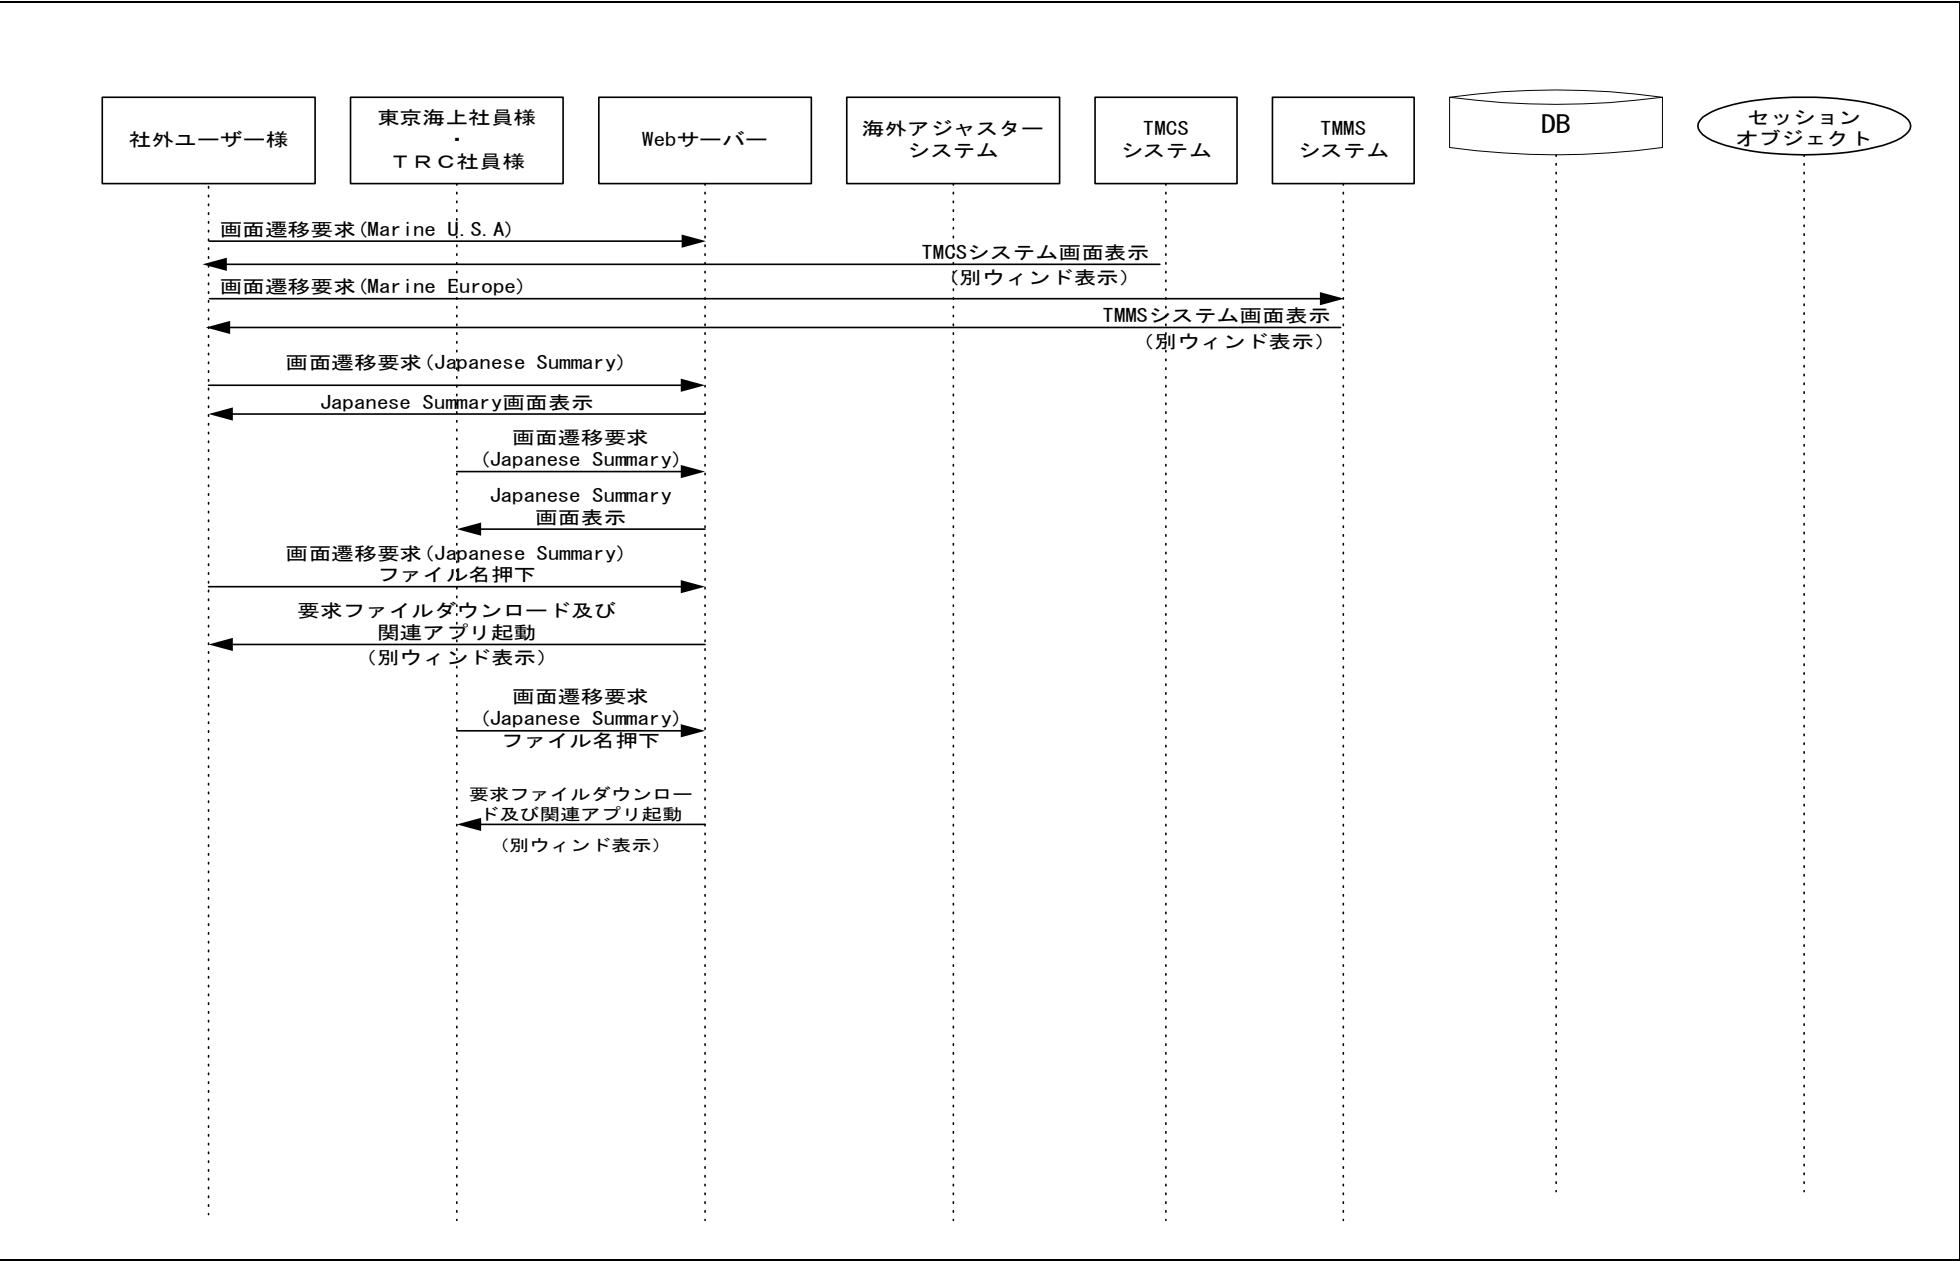 社外ユーザー様
東京海上社員様
・
ＴＲＣ社員様
Webサーバー
海外アジャスター
システム
TMCS
システム
TMMS
システム
DB
セッション
オブジェクト
画面遷移要求(Marine U.S.A)
TMCSシステム画面表示
(別ウィンド表示)
画面遷移要求(Marine Europe)
TMMSシステム画面表示
(別ウィンド表示)
画面遷移要求(Japanese Summary)
Japanese Summary画面表示
画面遷移要求
(Japanese Summary)
Japanese Summary
画面表示
画面遷移要求(Japanese Summary)
ファイル名押下
要求ファイルダウンロード及び
関連アプリ起動
(別ウィンド表示)
画面遷移要求
(Japanese Summary)
ファイル名押下
要求ファイルダウンロー
ド及び関連アプリ起動
(別ウィンド表示)